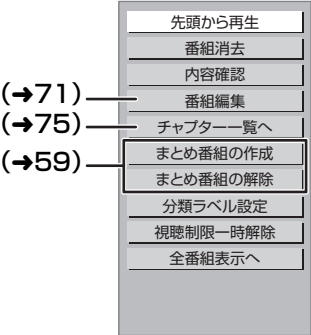 先頭から再生
番組消去
内容確認
(➔71) 番組編集
(➔75) チャプター一覧へ
(➔59) まとめ番組の作成
まとめ番組の解除
分類ラベル設定
視聴制限一時解除
全番組表示へ